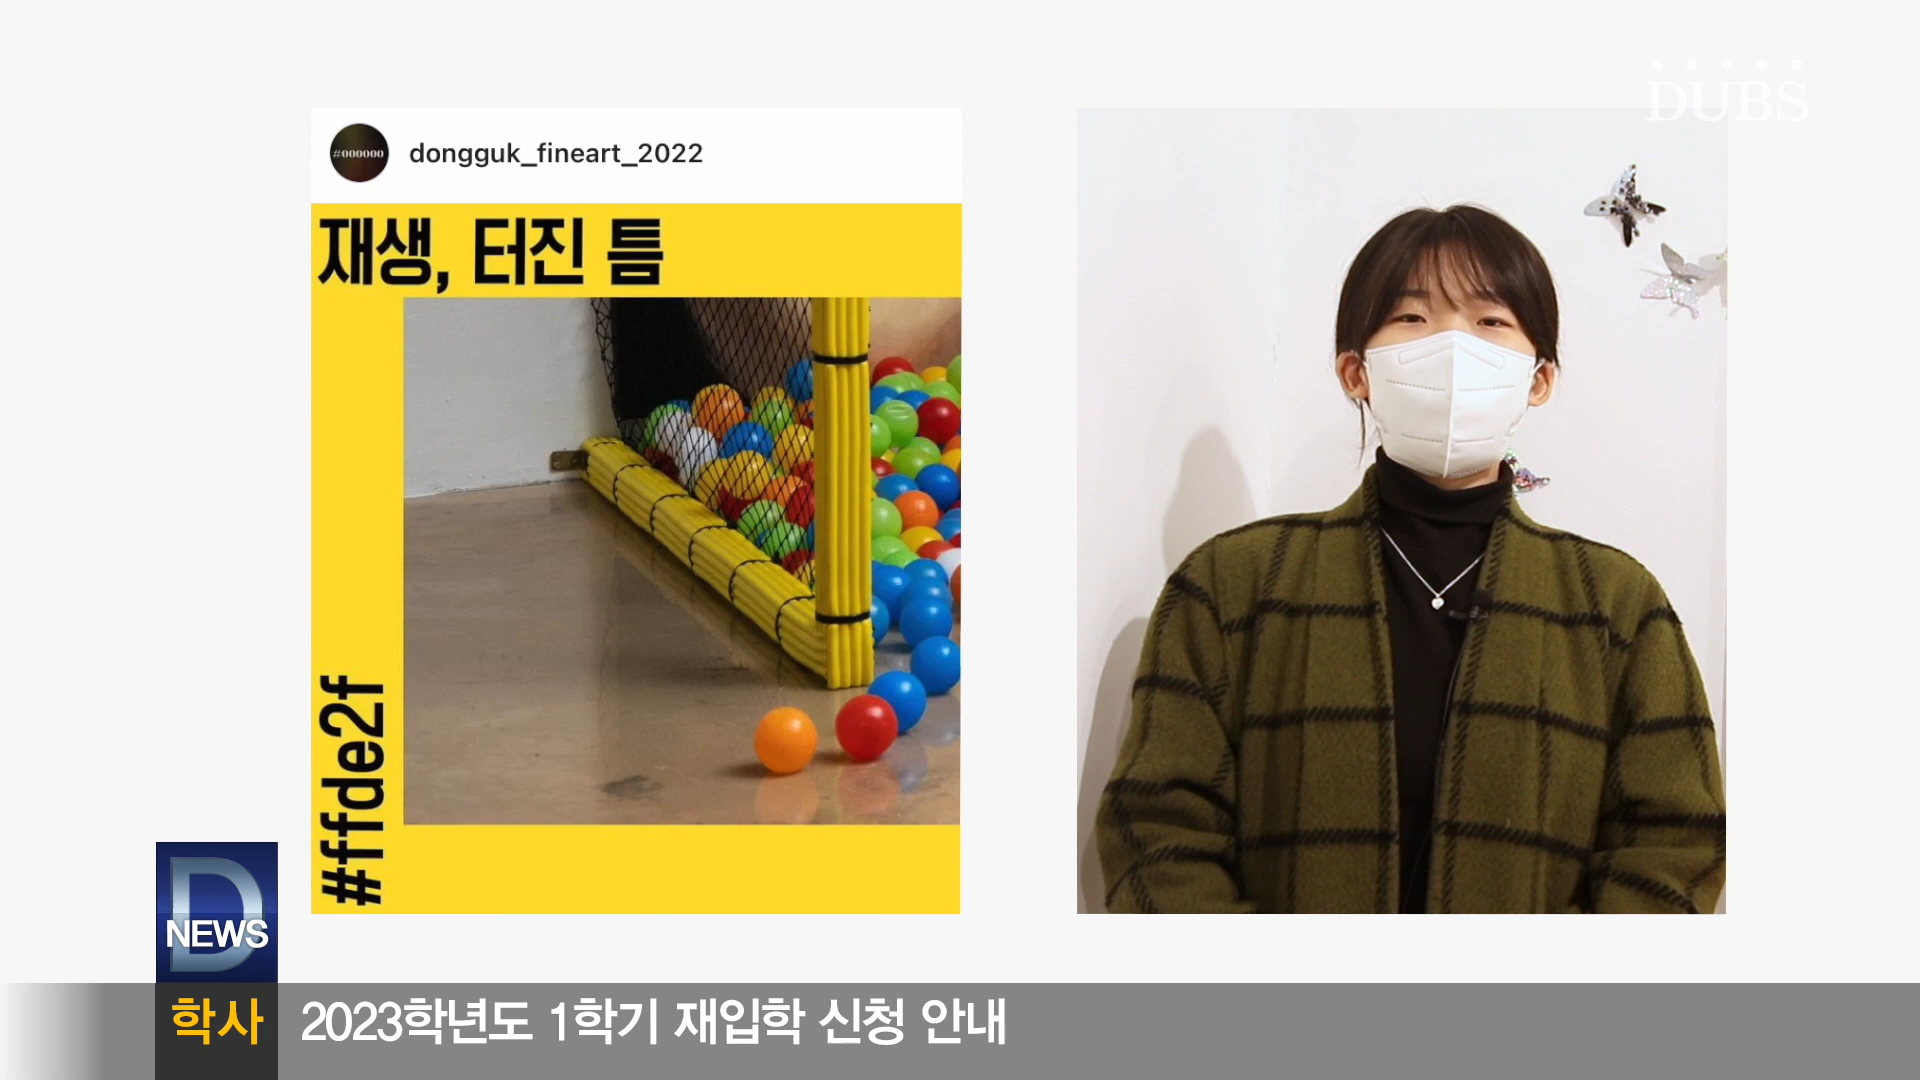 DUBS
#000000
dongguk_fineart_2022
재생, 터진 틈
#ffde2f
D
NEWS
학사
2023학년도 1학기 재입학 신청 안내